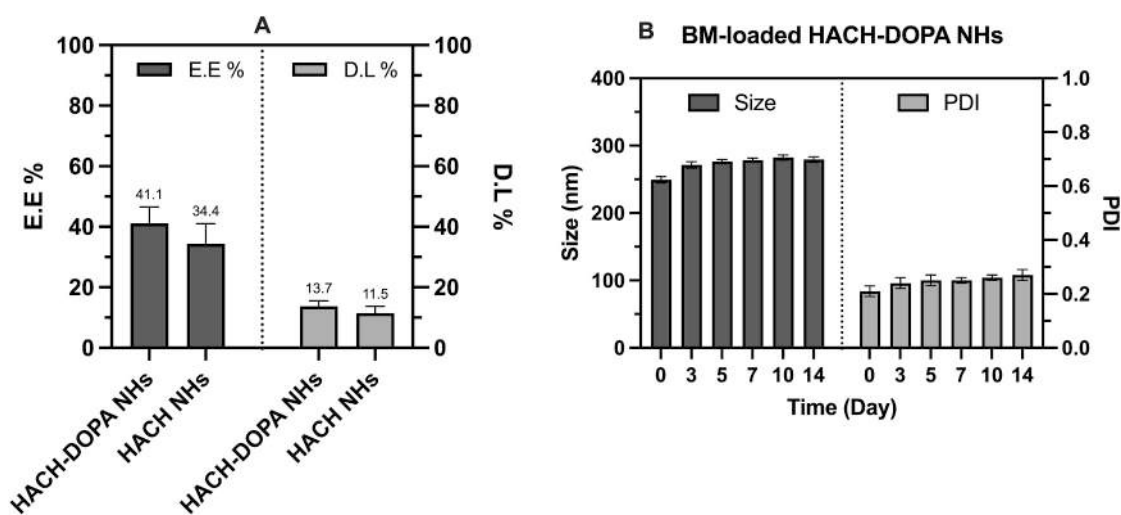 A
100
80
60
40
20
0
E.E %
E.E %
D.L %
41.1
34.4
13.7
11.5
100
80
60
40
20
0
D.L %
HACH-DOPA NHs
HACH NHs
HACH-DOPA NHs
HACH NHs
B BM-loaded HACH-DOPA NHs
400
300
200
100
0
Size (nm)
Size
PDI
1.0
0.8
0.6
0.4
0.2
0.0
PDI
0 3 5 7 10 14 0 3 5 7 10 14
Time (Day)